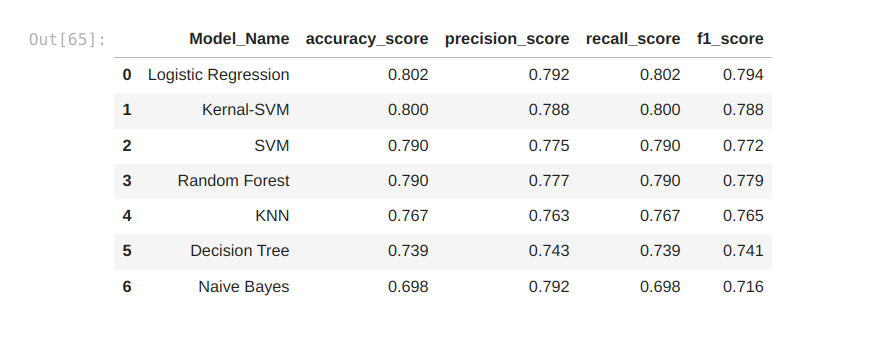 Out[65]:
Model_Name accuracy_score precision_score recall_score f1_score
0 Logistic Regression 0.802 0.792 0.802 0.794
1 Kernal-SVM 0.800 0.788 0.800 0.788
2 SVM 0.790 0.775 0.790 0.772
3 Random Forest 0.790 0.777 0.790 0.779
4 KNN 0.767 0.763 0.767 0.765
5 Decision Tree 0.739 0.743 0.739 0.741
6 Naive Bayes 0.698 0.792 0.698 0.716